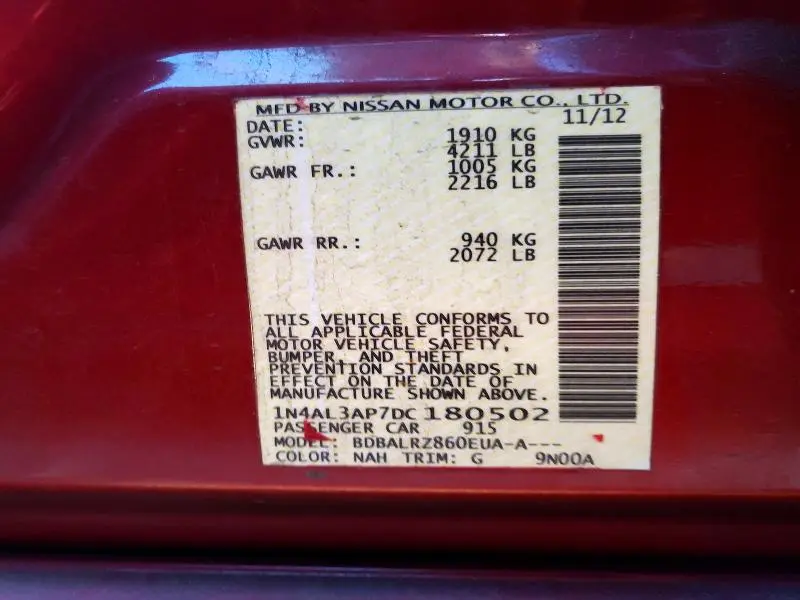 MFD BY NISSAN MOTOR CO., LTD.
DATE: 11/12
GVWR: 1910 KG
4211 LB
GAWR FR.: 1005 KG
2216 LB
GAWR RR.: 940 KG
2072 LB
THIS VEHICLE CONFORMS TO
ALL APPLICABLE FEDERAL
MOTOR VEHICLE SAFETY,
BUMPER, AND THEFT
PREVENTION STANDARDS IN
EFFECT ON THE DATE OF
MANUFACTURE SHOWN ABOVE.
1N4AL3AP7DC180502
PASSENGER CAR 915
MODEL: BDBALRZ860EUA-A---
COLOR: NAH TRIM: G 9N00A